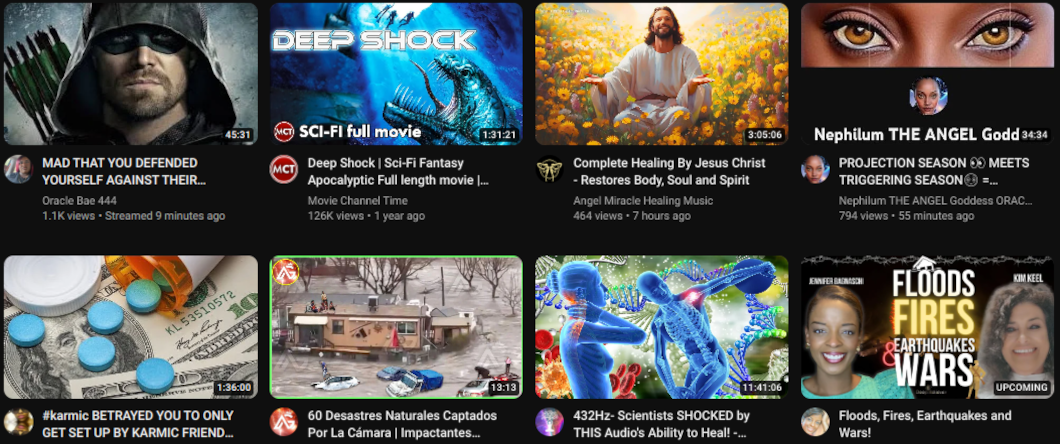 45:31
DEEP SHOCK
MCT SCI-FI full movie
1:31:21
3:05:06
Nephilum THE ANGEL Godd
34:34
MAD THAT YOU DEFENDED
YOURSELF AGAINST THEIR...
Oracle Bae 444
1.1K views • Streamed 9 minutes ago
MCT
Deep Shock | Sci-Fi Fantasy
Apocalyptic Full length movie |...
Movie Channel Time
126K views • 1 year ago
Complete Healing By Jesus Christ
- Restores Body, Soul and Spirit
Angel Miracle Healing Music
464 views • 7 hours ago
PROJECTION SEASON 👀 MEETS
TRIGGERING SEASON =...
Nephilum THE ANGEL Goddess ORAC...
794 views • 55 minutes ago
KL 53510572
1:36:00
13:13
11:41:06
JENNIFER BAGNASCHI
KIM KEEL
FLOODS
FIRES
& EARTHQUAKES
WARS
UPCOMING
#karmic BETRAYED YOU TO ONLY
GET SET UP BY KARMIC FRIEND...
60 Desastres Naturales Captados
Por La Cámara | Impactantes...
432Hz- Scientists SHOCKED by
THIS Audio's Ability to Heal! -...
Floods, Fires, Earthquakes and
Wars!